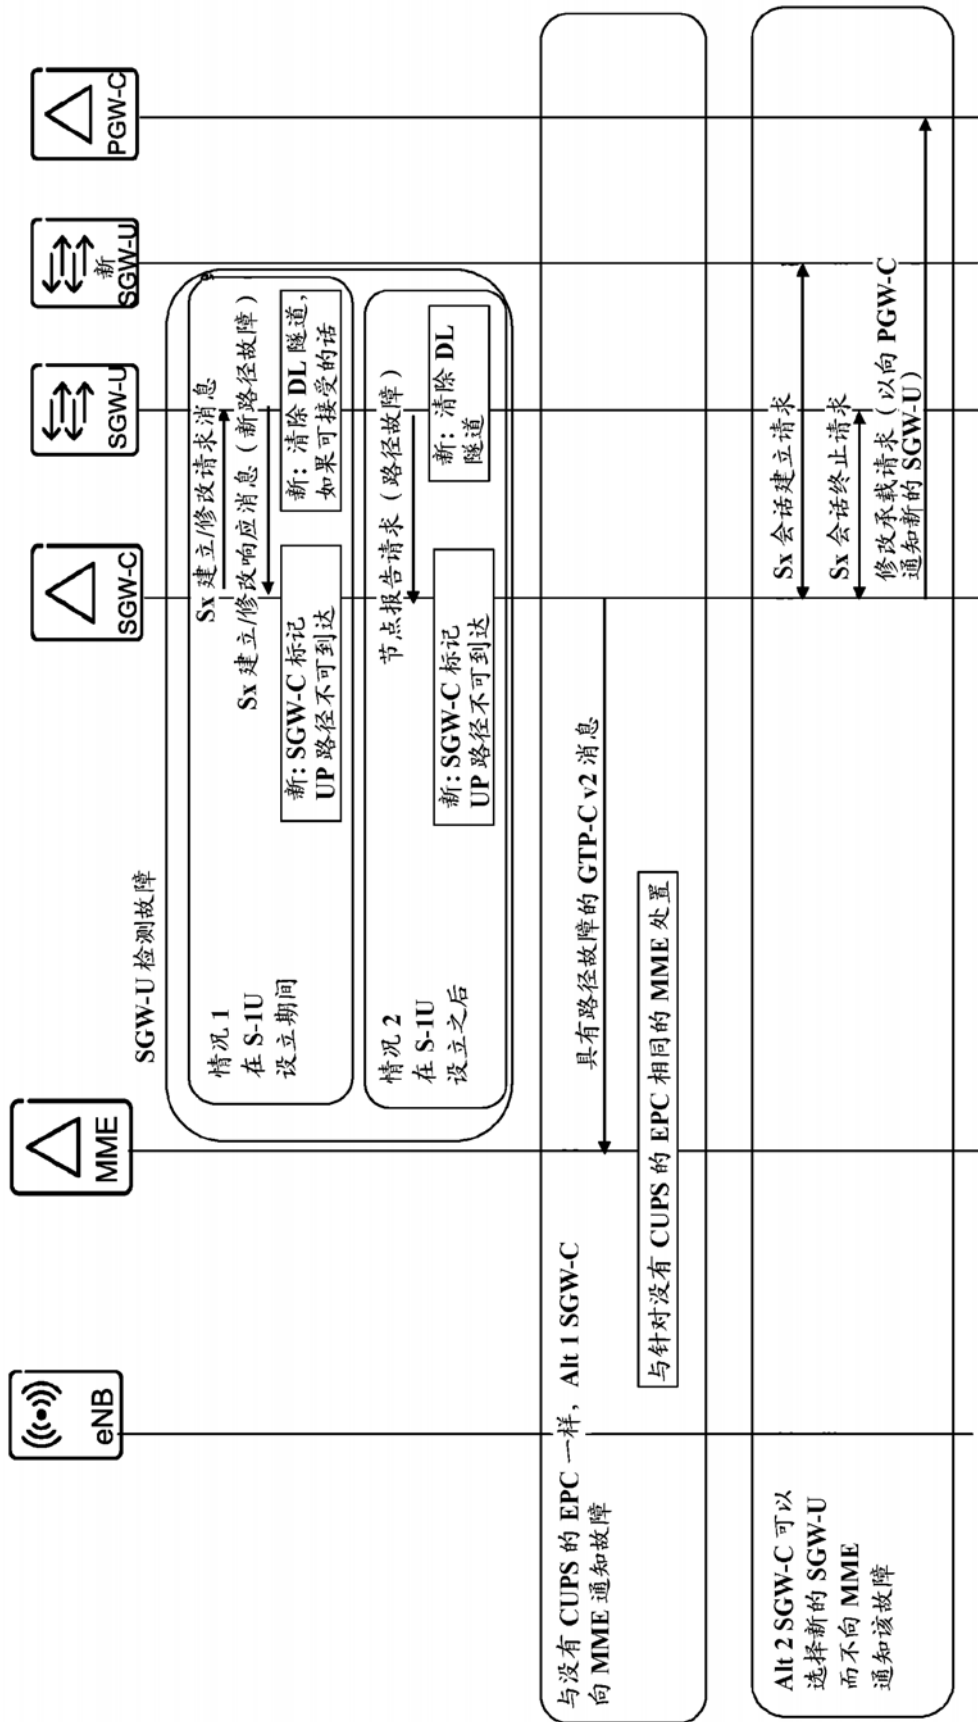 eNB
MME
SGW-C
SGW-U
新
SGW-U
PGW-C
SGW-U 检测故障
情况 1
在 S-1U
设立期间
Sx 建立/修改请求消息
Sx 建立/修改响应消息（新路径故障）
新: SGW-C 标记
UP 路径不可到达
新：清除 DL 隧道,
如果可接受的话
情况 2
在 S-1U
设立之后
节点报告请求（路径故障）
新: SGW-C 标记
UP 路径不可到达
新：清除 DL
隧道
与没有 CUPS 的 EPC 一样，Alt 1 SGW-C
向 MME 通知故障
具有路径故障的 GTP-C v2 消息
与针对没有 CUPS 的 EPC 相同的 MME 处置
Alt 2 SGW-C 可以
选择新的 SGW-U
而不向 MME
通知该故障
Sx 会话建立请求
Sx 会话终止请求
修改承载请求（以向 PGW-C
通知新的 SGW-U）